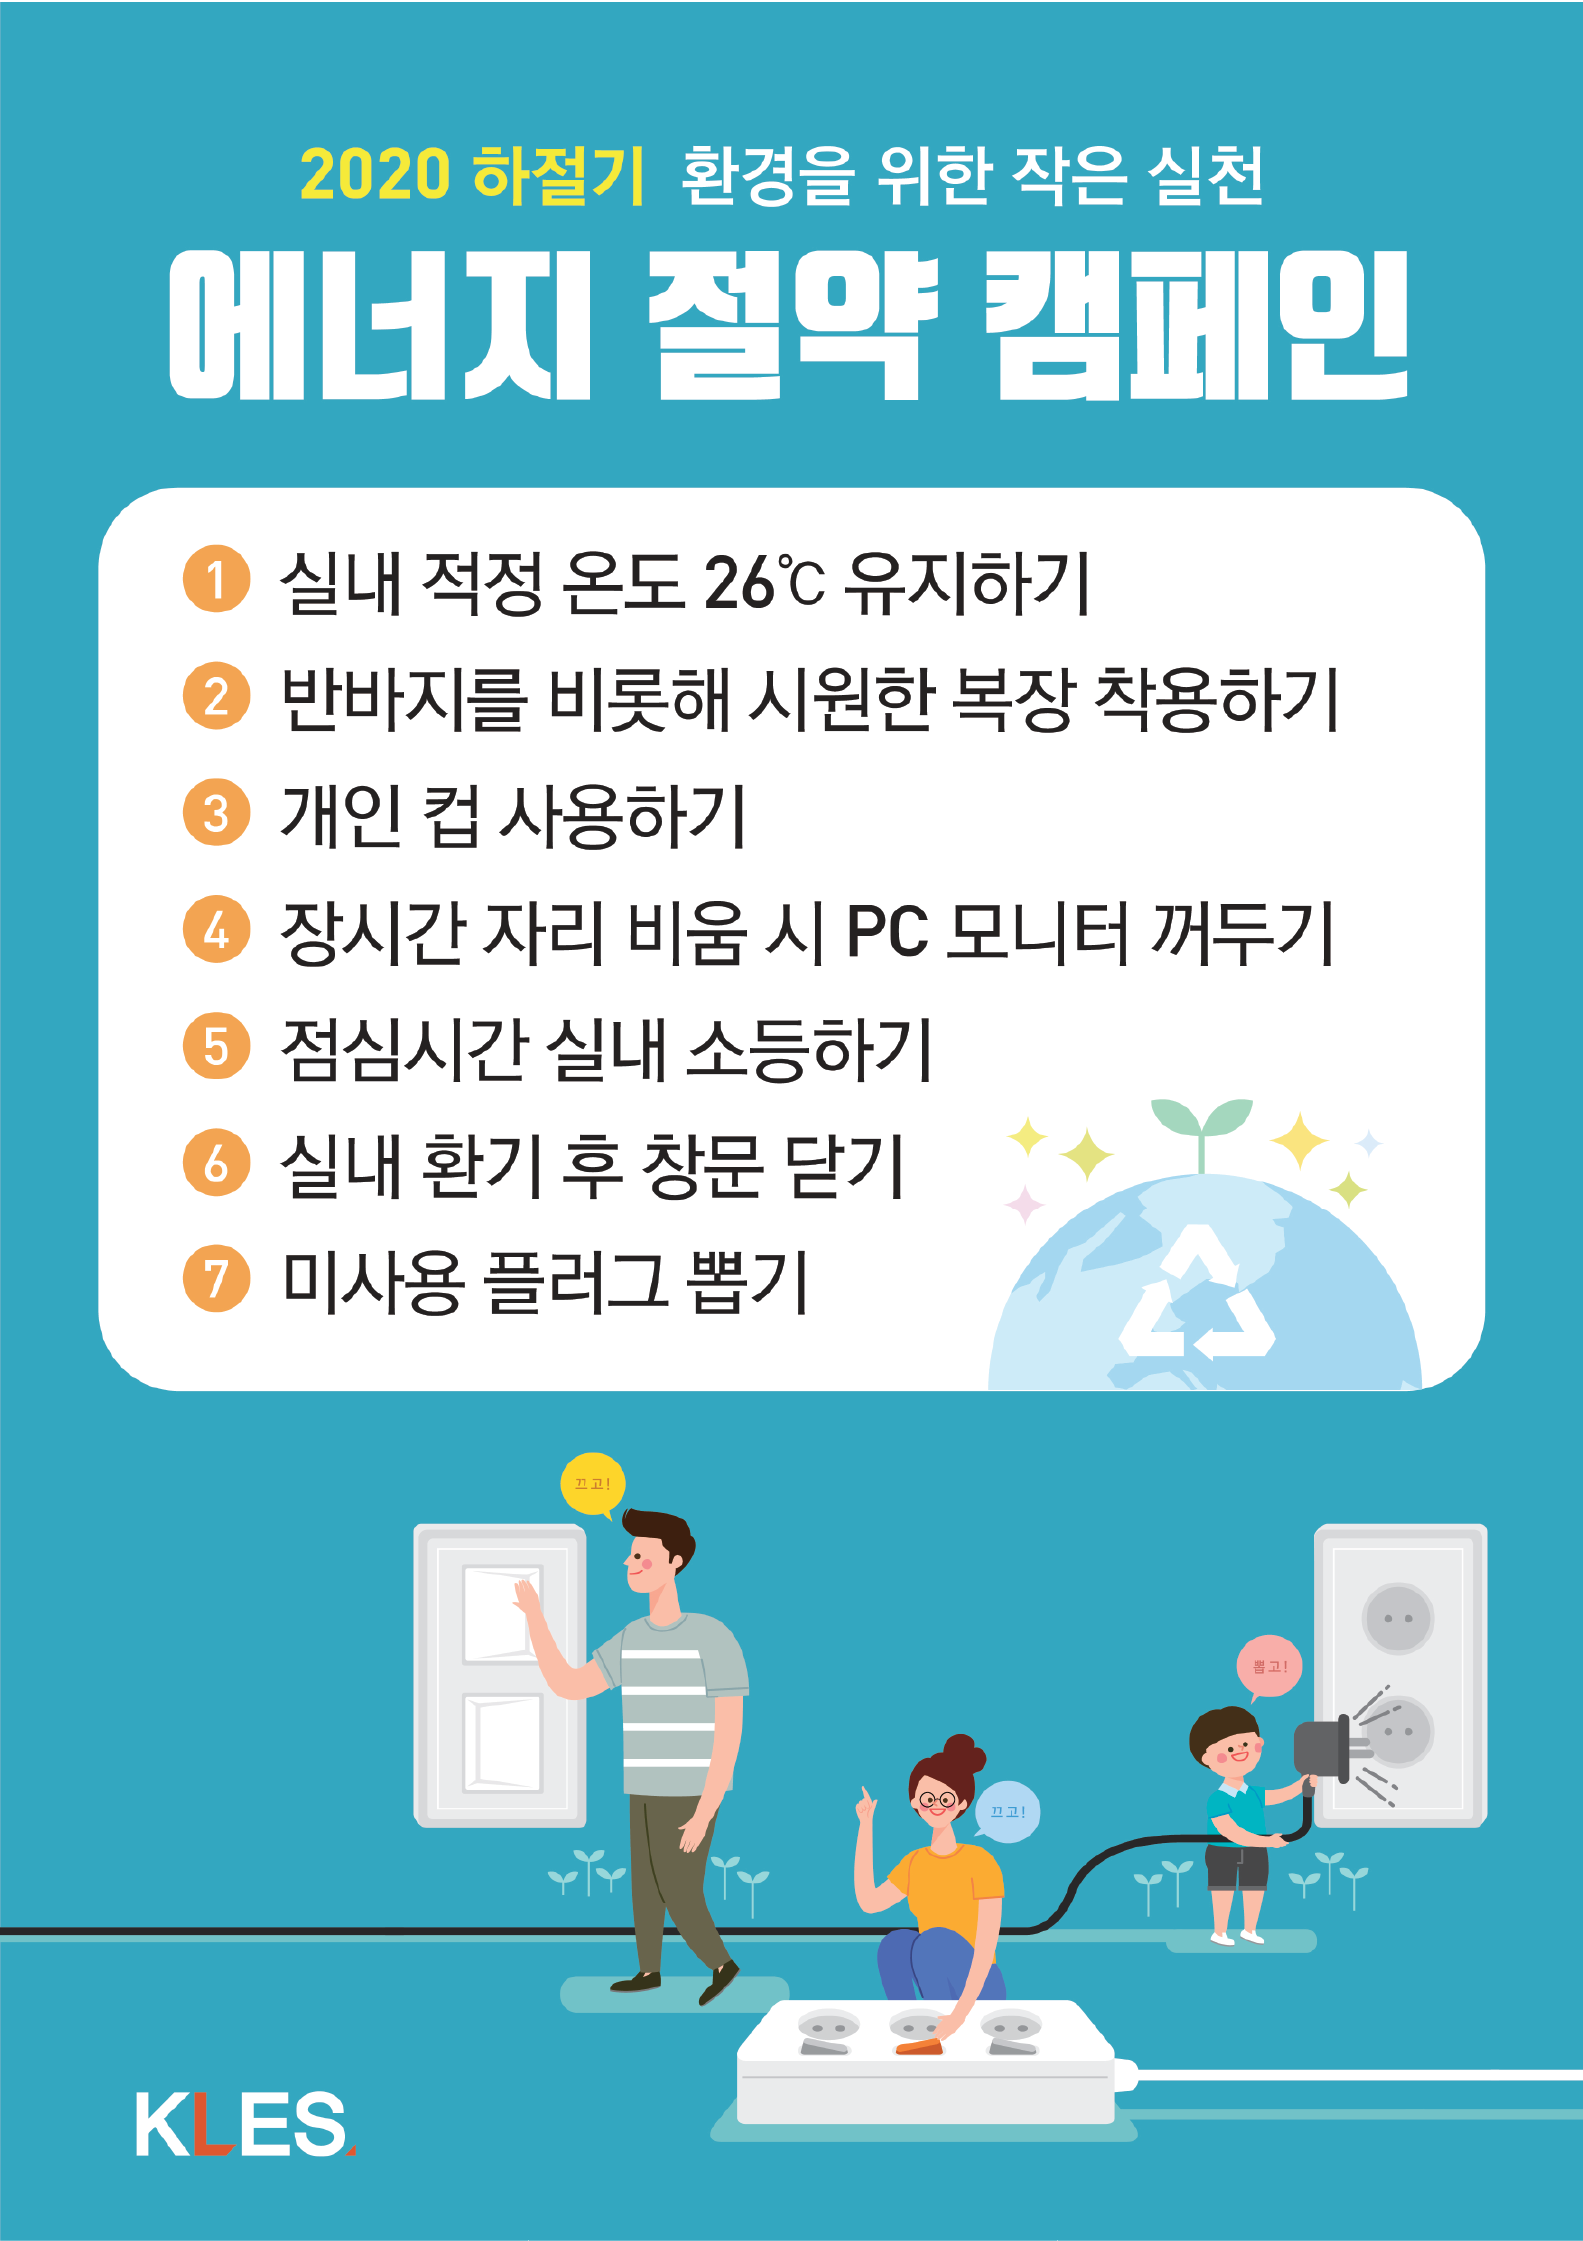 2020 하절기 환경을 위한 작은 실천
에너지 절약 캠페인
1 실내 적정 온도 26℃ 유지하기
2 반바지를 비롯해 시원한 복장 착용하기
3 개인 컵 사용하기
4 장시간 자리 비움 시 PC 모니터 꺼두기
5 점심시간 실내 소등하기
6 실내 환기 후 창문 닫기
7 미사용 플러그 뽑기
끄고!
뽑고!
끄고!
KLES